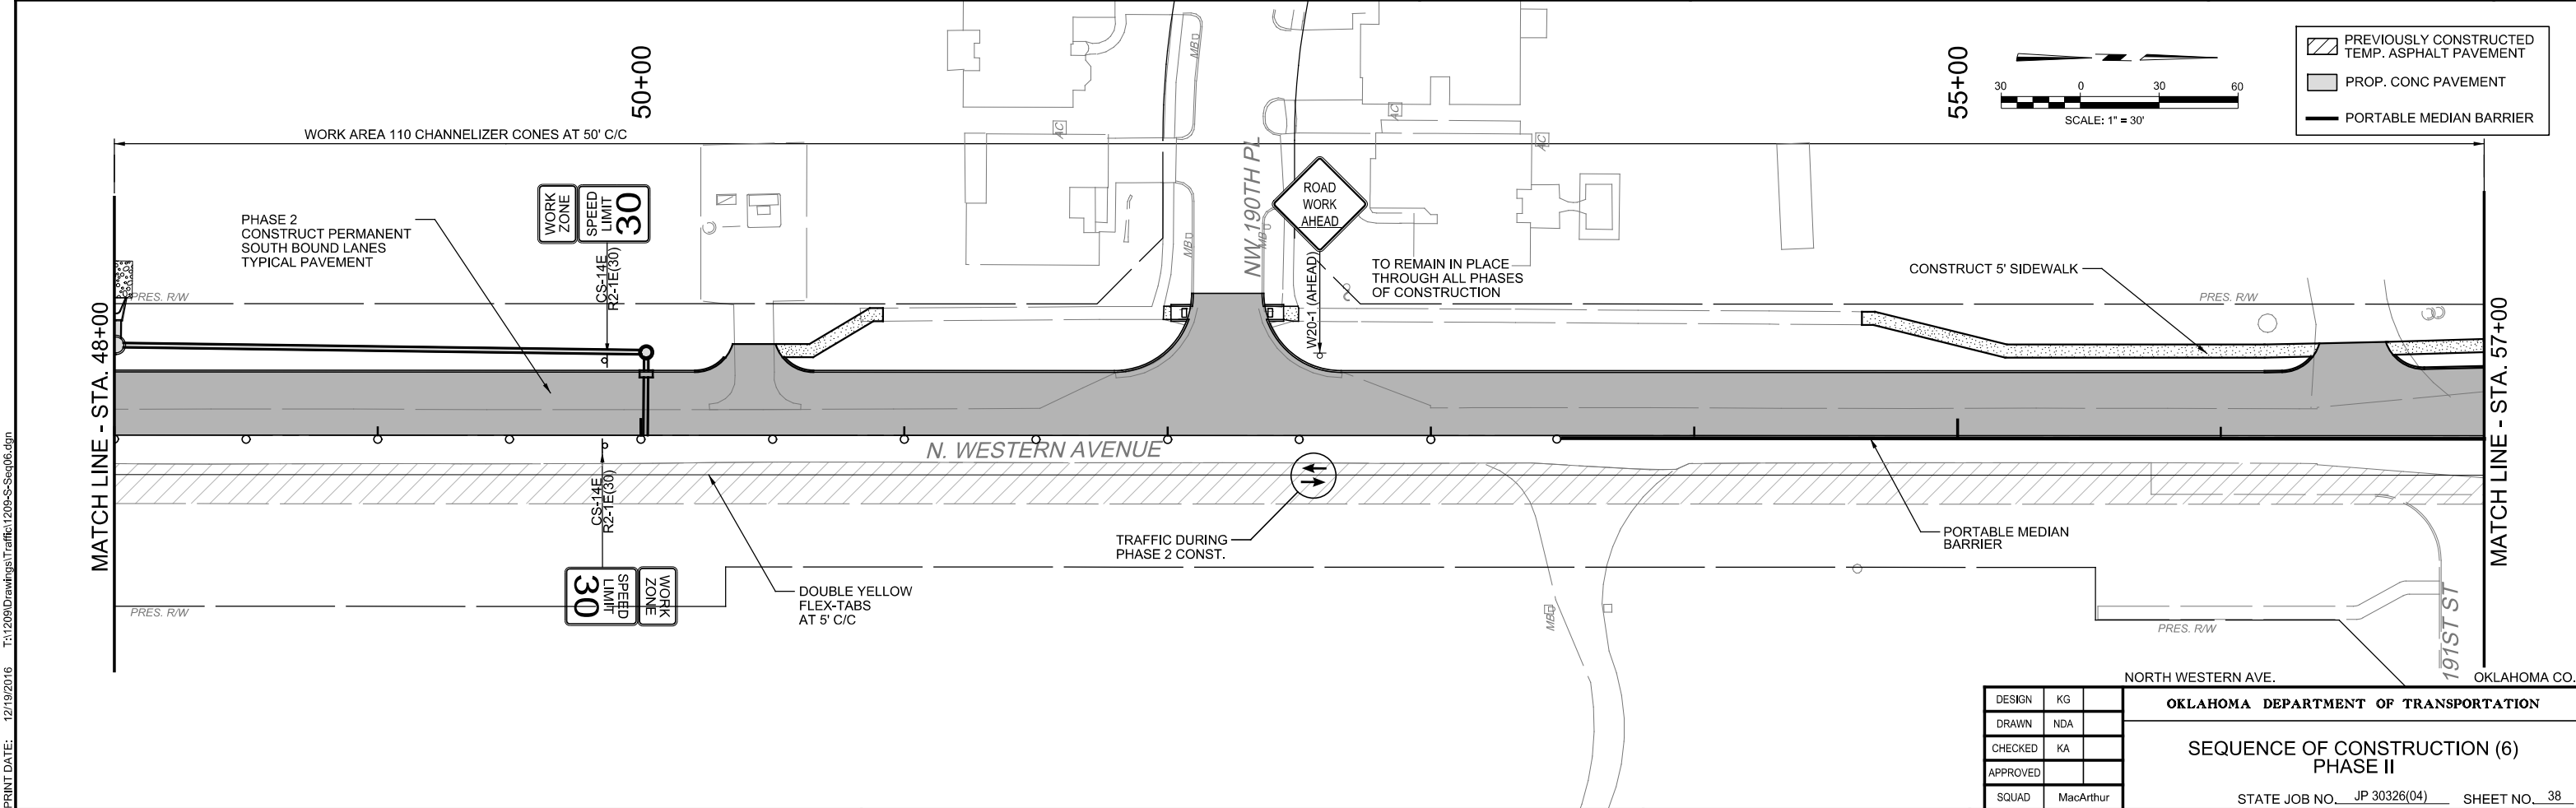 50+00
55+00
30 0 30 60
SCALE: 1" = 30'
PREVIOUSLY CONSTRUCTED
TEMP. ASPHALT PAVEMENT
PROP. CONC PAVEMENT
PORTABLE MEDIAN BARRIER
WORK AREA 110 CHANNELIZER CONES AT 50' C/C
MB
MB
MB
MB
AC
AC
AC
WORK
ZONE
SPEED
LIMIT
30
CS-14E
R2-1E(30)
PHASE 2
CONSTRUCT PERMANENT
SOUTH BOUND LANES
TYPICAL PAVEMENT
PRES. R/W
NW 190TH PL
ROAD
WORK
AHEAD
W20-1 (AHEAD)
TO REMAIN IN PLACE
THROUGH ALL PHASES
OF CONSTRUCTION
CONSTRUCT 5' SIDEWALK
PRES. R/W
MATCH LINE - STA. 48+00
MATCH LINE - STA. 57+00
N. WESTERN AVENUE
CS-14E
R2-1E(30)
WORK
ZONE
SPEED
LIMIT
30
TRAFFIC DURING
PHASE 2 CONST.
PORTABLE MEDIAN
BARRIER
DOUBLE YELLOW
FLEX-TABS
AT 5' C/C
PRES. R/W
MB
PRES. R/W
191ST ST
NORTH WESTERN AVE.
OKLAHOMA CO.
DESIGN KG
DRAWN NDA
CHECKED KA
APPROVED
SQUAD MacArthur
OKLAHOMA DEPARTMENT OF TRANSPORTATION
SEQUENCE OF CONSTRUCTION (6)
PHASE II
STATE JOB NO. JP 30326(04) SHEET NO. 38
PRINT DATE: 12/19/2016 T:\1209\Drawings\Traffic\1209-S-Seq06.dgn